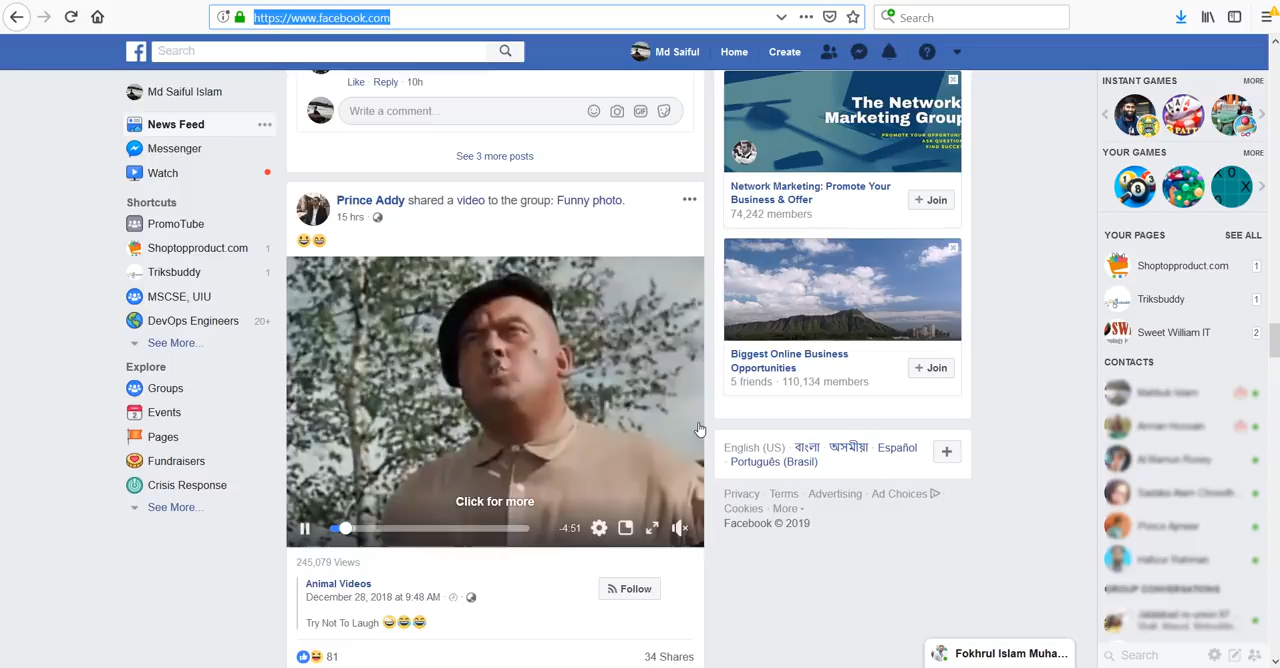 https://www.facebook.com
Search
Search
Md Saiful
Home
Create
Md Saiful Islam
News Feed
Messenger
Watch
Shortcuts
PromoTube
Shoptopproduct.com 1
Triksbuddy 1
MSCSE, UIU
DevOps Engineers 20+
See More...
Explore
Groups
Events
Pages
Fundraisers
Crisis Response
See More...
Like · Reply · 10h
Write a comment...
GIF
See 3 more posts
Prince Addy shared a video to the group: Funny photo.
15 hrs ·
Click for more
-4:51
245,079 Views
Animal Videos
December 28, 2018 at 9:48 AM ·
Follow
Try Not To Laugh
81
34 Shares
The Network
Marketing Group
Network Marketing: Promote Your
Business & Offer
74,242 members
+ Join
Biggest Online Business
Opportunities
5 friends · 110,134 members
+ Join
English (US) · বাংলা · অসমীয়া · Español ·
Português (Brasil)
Privacy · Terms · Advertising · Ad Choices ·
Cookies · More
Facebook © 2019
INSTANT GAMES MORE
YOUR GAMES MORE
YOUR PAGES SEE ALL
Shoptopproduct.com 1
Triksbuddy 1
Sweet William IT 2
CONTACTS
GROUP CONVERSATIONS
Search
Fokhrul Islam Muha...